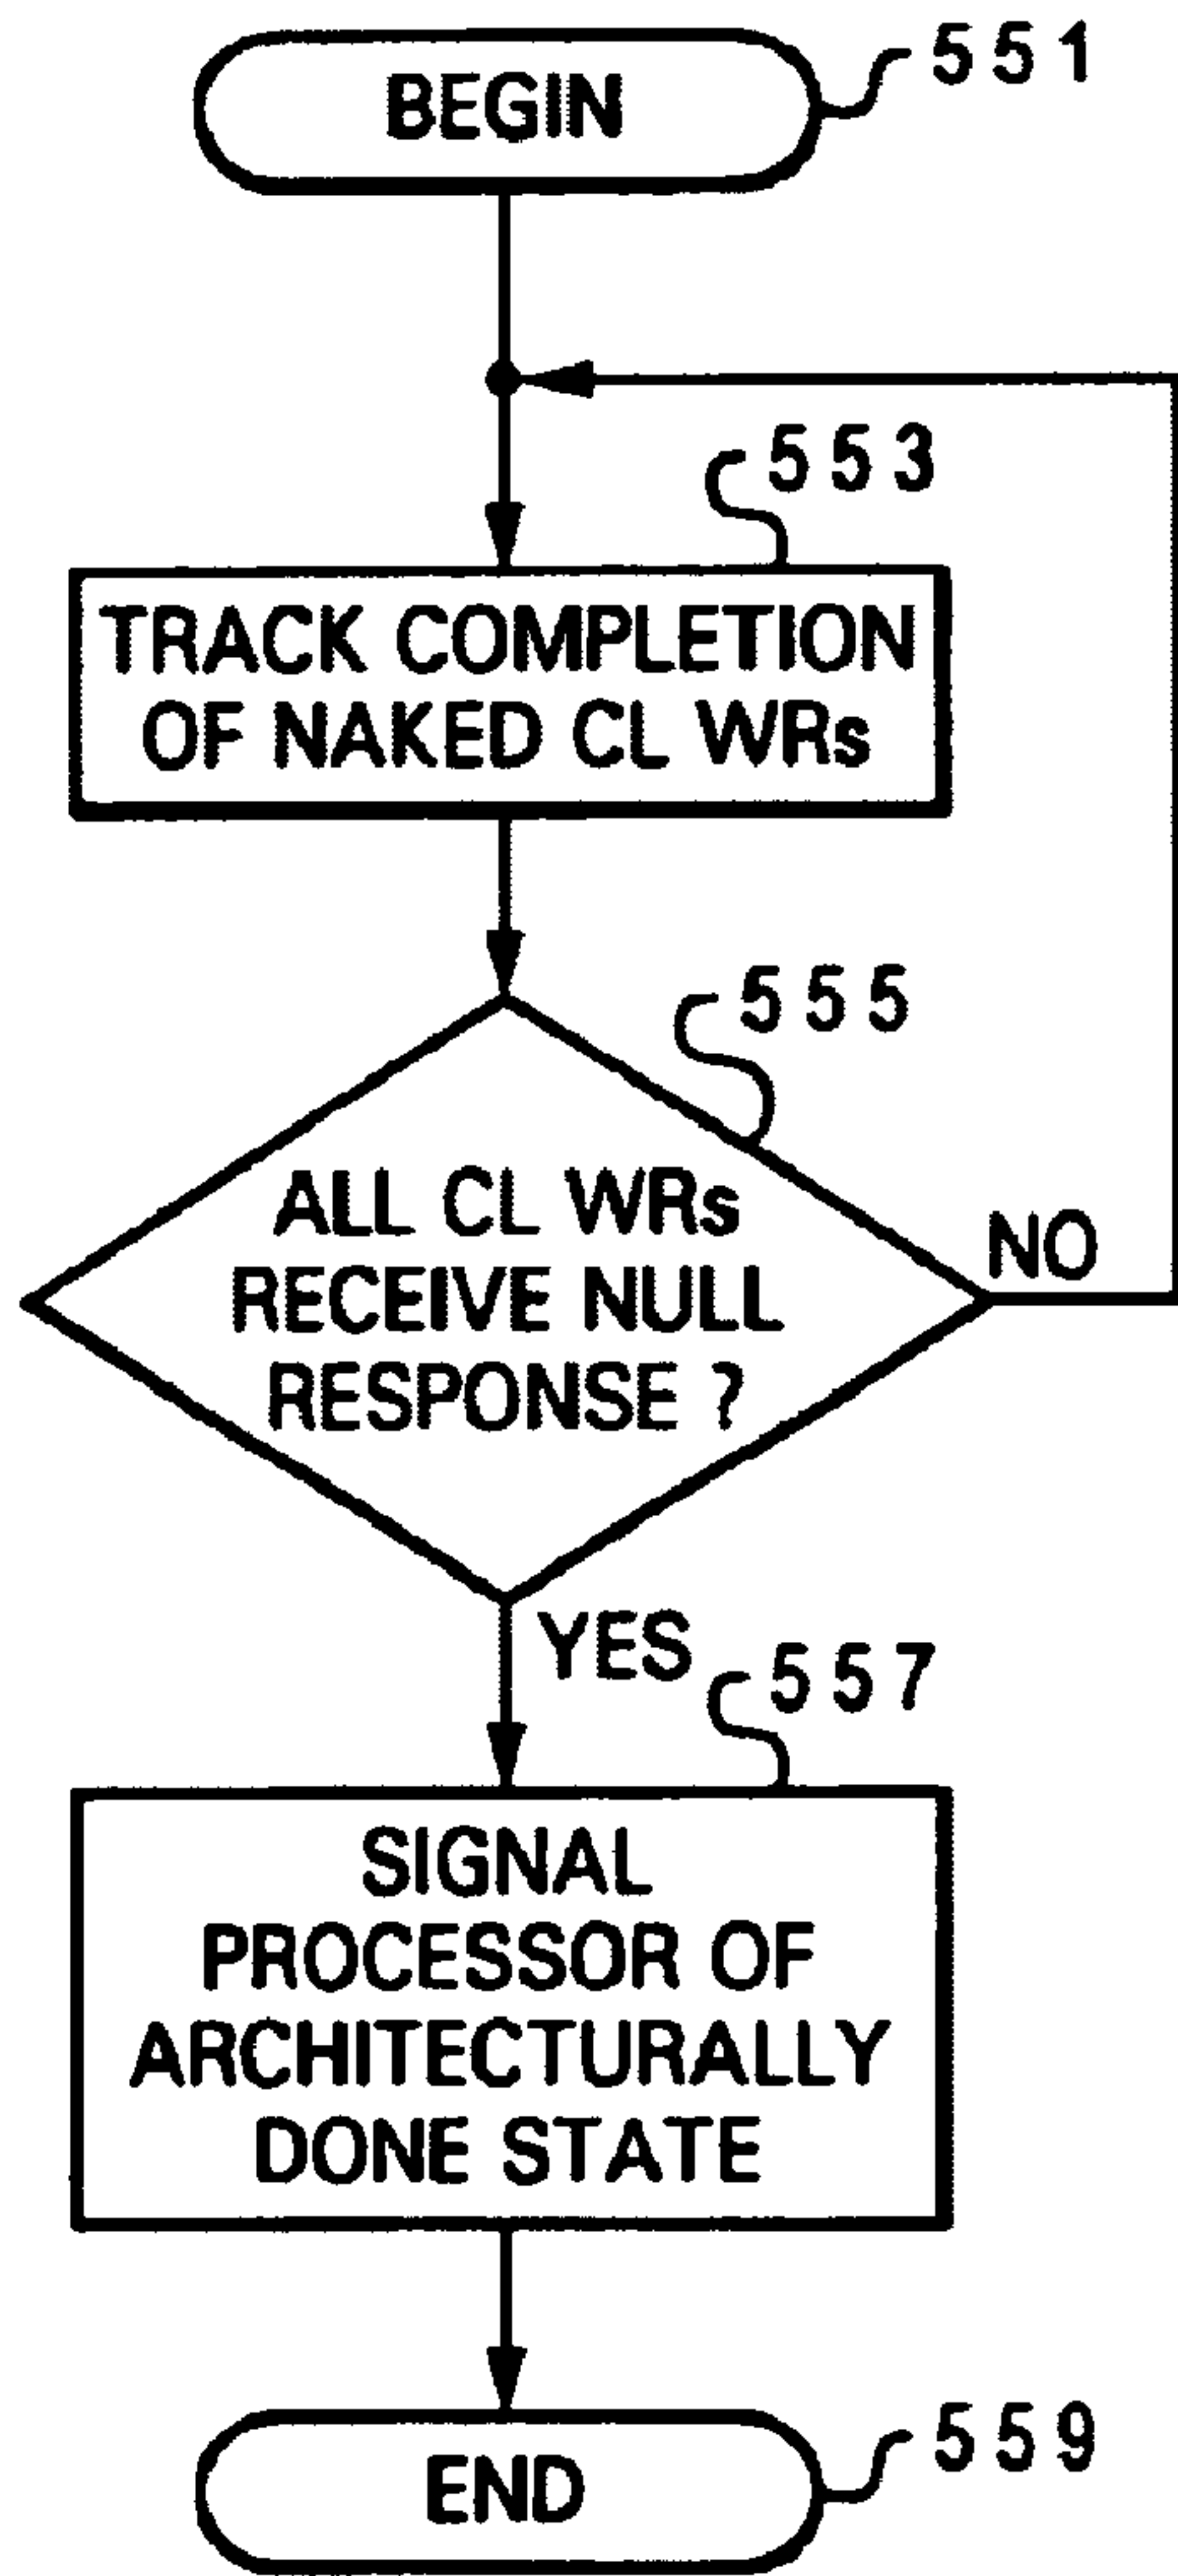 BEGIN
551
553
TRACK COMPLETION
OF NAKED CL WRs
555
ALL CL WRs
RECEIVE NULL
RESPONSE ?
NO
YES
557
SIGNAL
PROCESSOR OF
ARCHITECTURALLY
DONE STATE
END
559